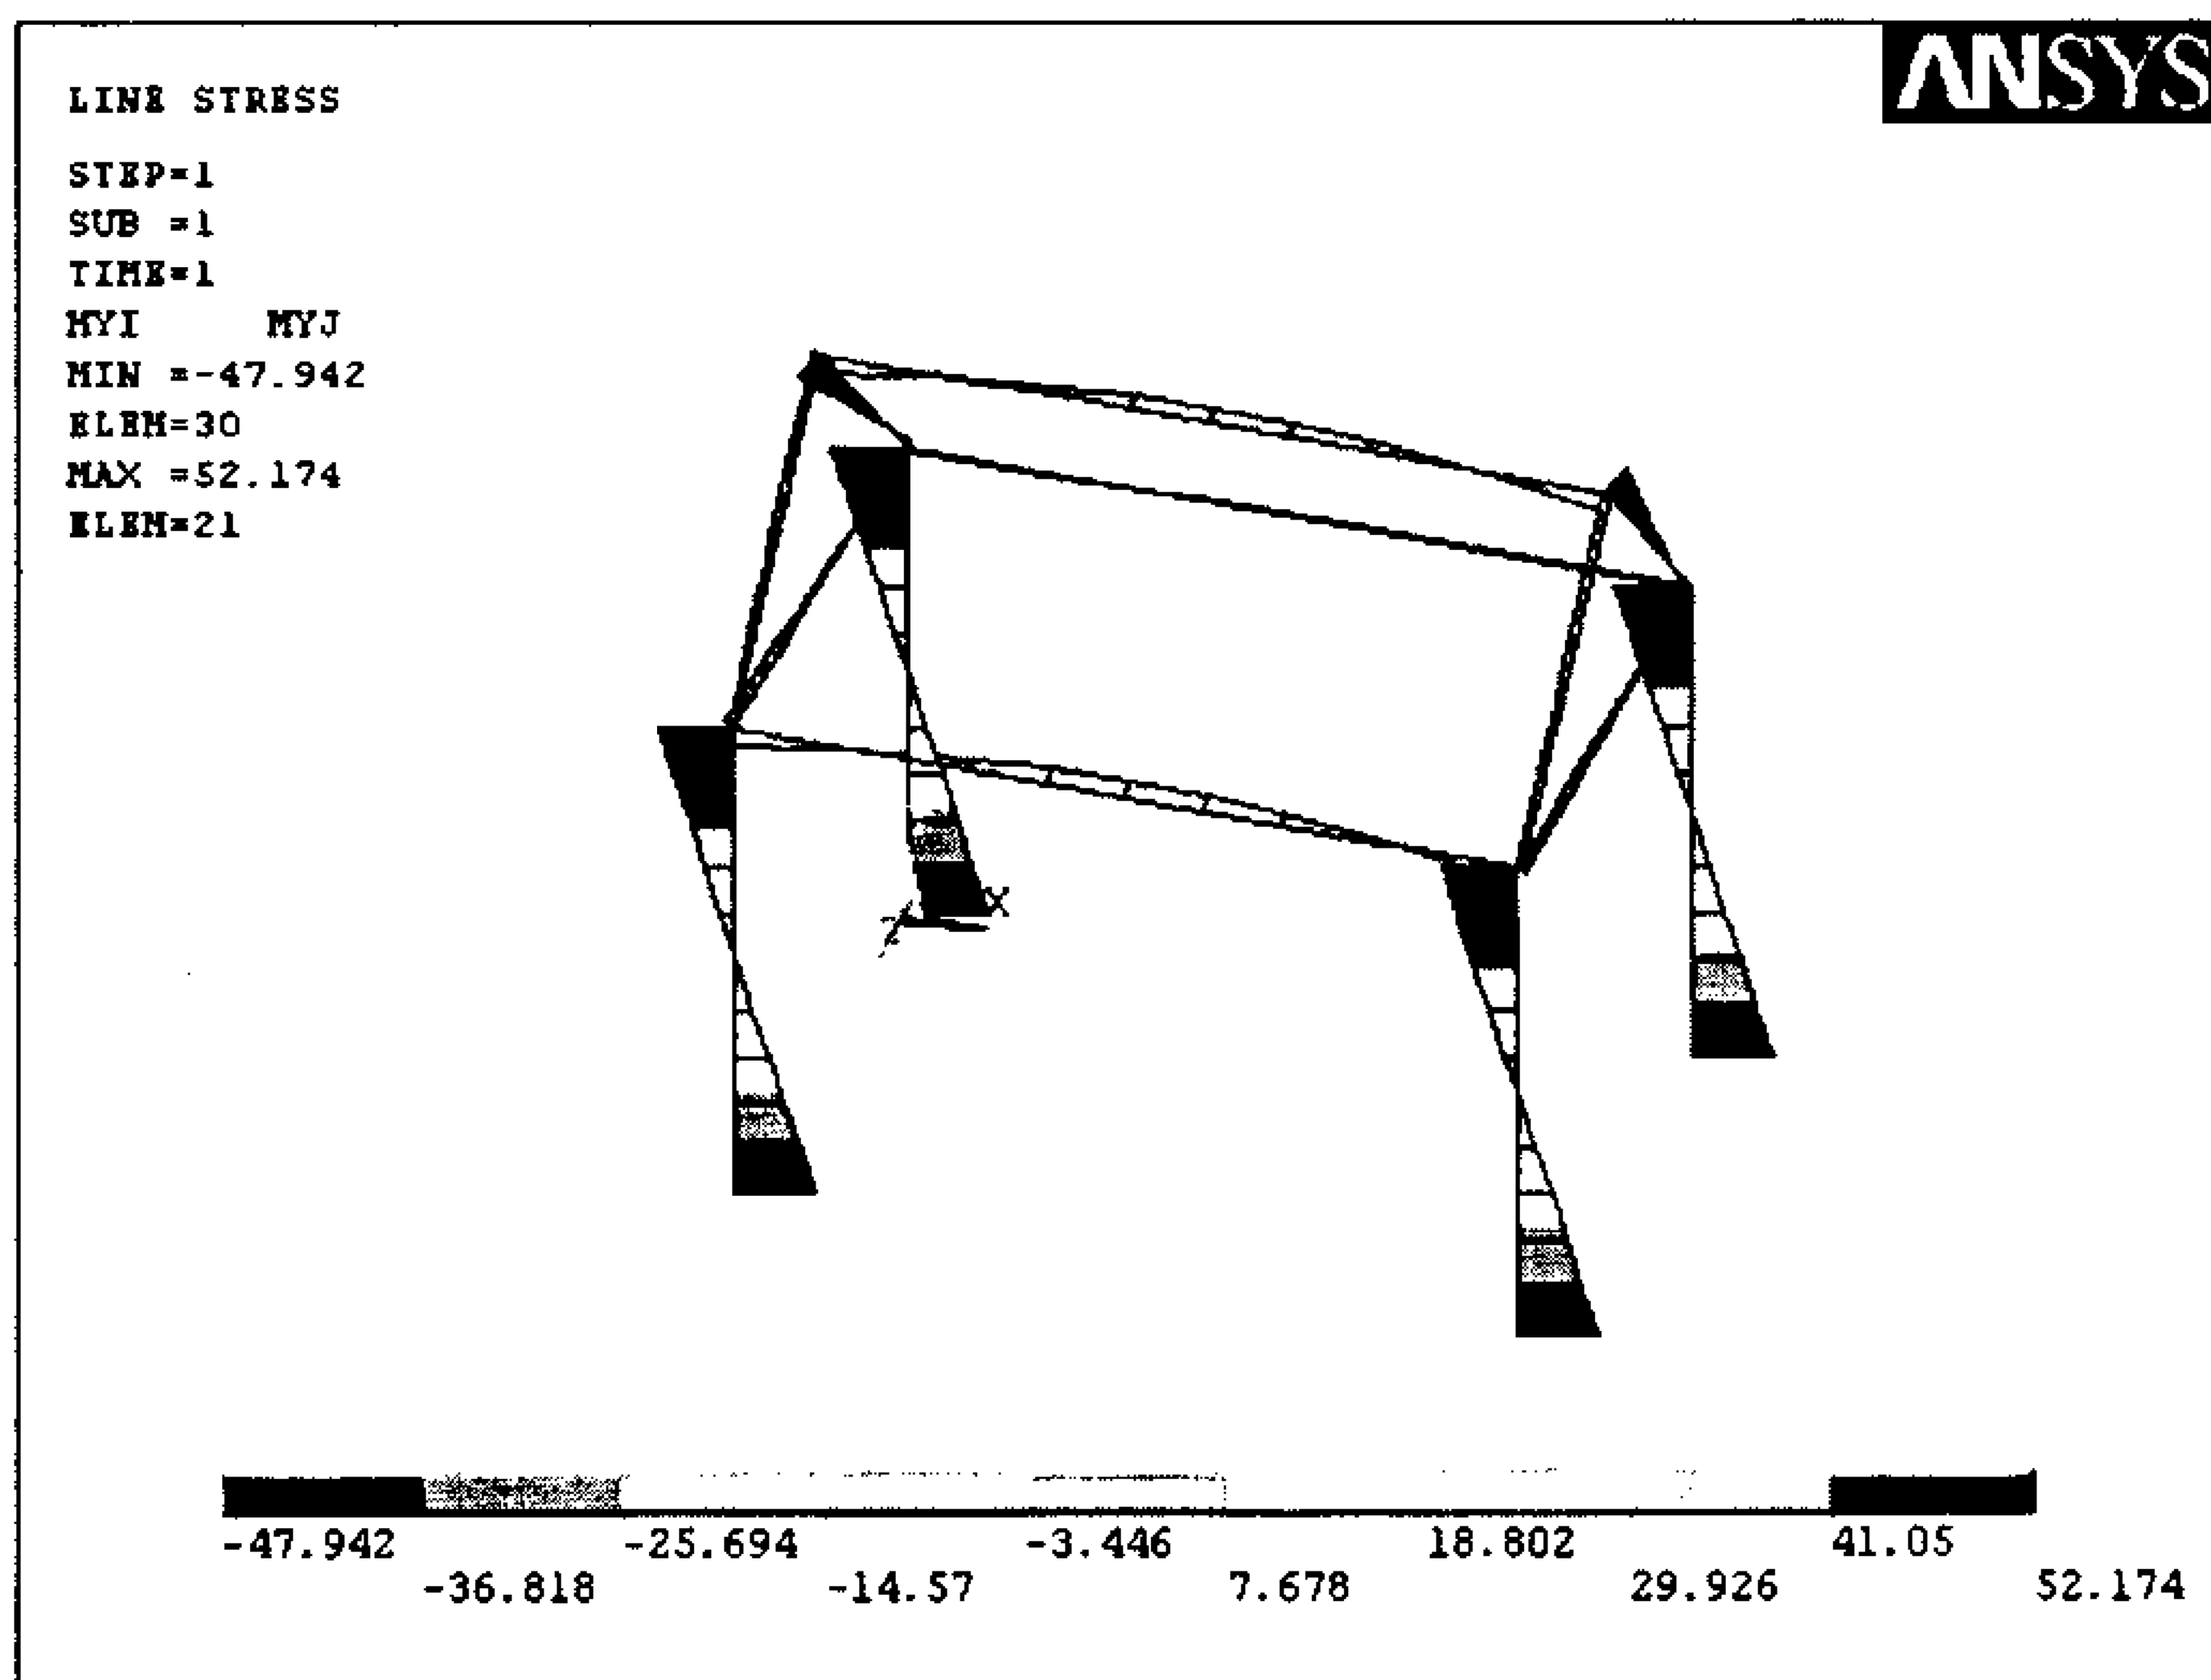 ANSYS
LINE STRESS
STEP=1
SUB =1
TIME=1
MYI MYJ
MIN =-47.942
ELEM=30
MAX =52.174
ELEM=21
X
Z
-47.942 -25.694 -3.446 18.802 41.05
-36.818 -14.57 7.678 29.926 52.174